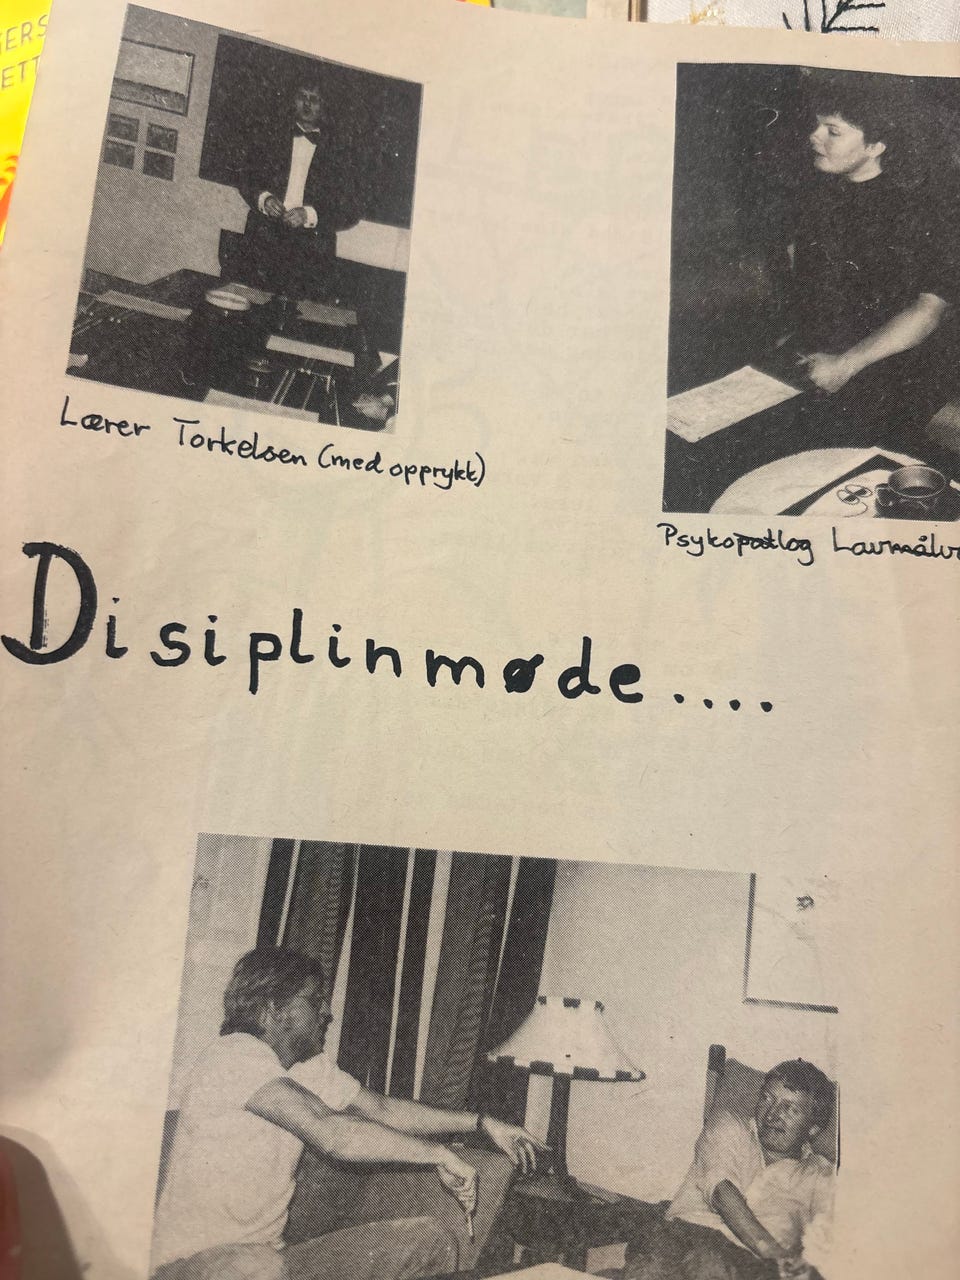 Lærer Torkelsen (med opprykk)
Psykopatlog
Disiplinmøde....